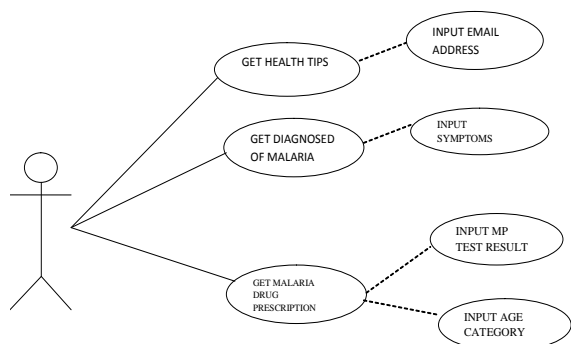 INPUT EMAIL
ADDRESS
GET HEALTH TIPS
INPUT
SYMPTOMS
GET DIAGNOSED
OF MALARIA
INPUT MP
TEST RESULT
GET MALARIA
DRUG
PRESCRIPTION
INPUT AGE
CATEGORY